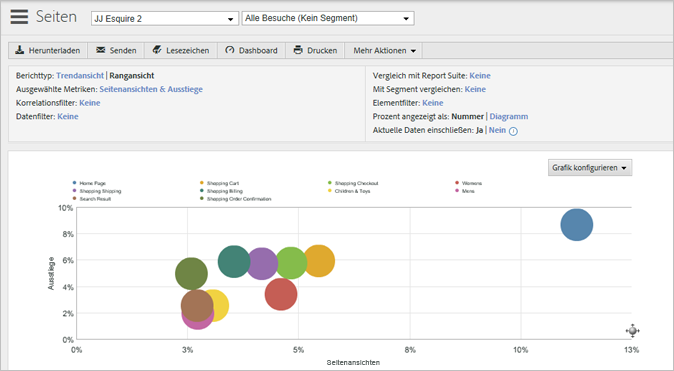 Seiten JJ Esquire 2 Alle Besuche (Kein Segment)
Herunterladen Senden Lesezeichen Dashboard Drucken Mehr Aktionen
Berichttyp: Trendansicht | Rangansicht
Ausgewählte Metriken: Seitenansichten & Ausstiege
Korrelationsfilter: Keine
Datenfilter: Keine
Vergleich mit Report Suite: Keine
Mit Segment vergleichen: Keine
Elementfilter: Keine
Prozent angezeigt als: Nummer | Diagramm
Aktuelle Daten einschließen: Ja | Nein i
Grafik konfigurieren
Home Page Shopping Cart Shopping Checkout Womens
Shopping Shipping Shopping Billing Children & Toys Mens
Search Result Shopping Order Confirmation
10%
8%
6%
4%
2%
0%
Ausstiege
0% 3% 5% 8% 10% 13%
Seitenansichten